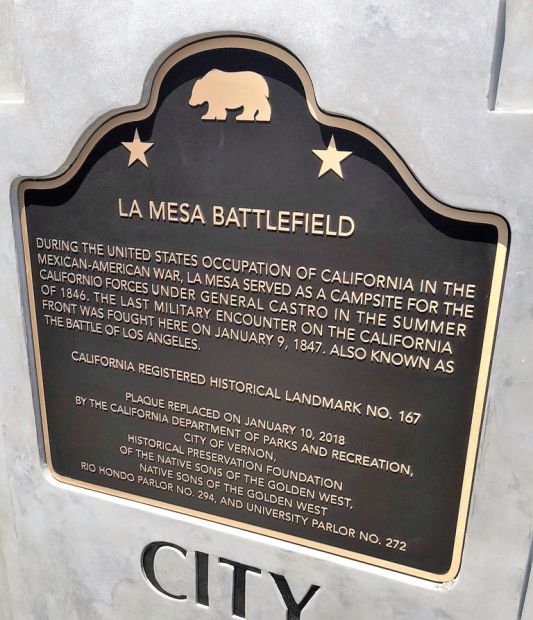 LA MESA BATTLEFIELD
DURING THE UNITED STATES OCCUPATION OF CALIFORNIA IN THE
MEXICAN-AMERICAN WAR, LA MESA SERVED AS A CAMPSITE FOR THE
CALIFORNIO FORCES UNDER GENERAL CASTRO IN THE SUMMER
OF 1846. THE LAST MILITARY ENCOUNTER ON THE CALIFORNIA
FRONT WAS FOUGHT HERE ON JANUARY 9, 1847. ALSO KNOWN AS
THE BATTLE OF LOS ANGELES.
CALIFORNIA REGISTERED HISTORICAL LANDMARK NO. 167
PLAQUE REPLACED ON JANUARY 10, 2018
BY THE CALIFORNIA DEPARTMENT OF PARKS AND RECREATION,
CITY OF VERNON,
HISTORICAL PRESERVATION FOUNDATION
OF THE NATIVE SONS OF THE GOLDEN WEST,
NATIVE SONS OF THE GOLDEN WEST
RIO HONDO PARLOR NO. 294, AND UNIVERSITY PARLOR NO. 272
CITY